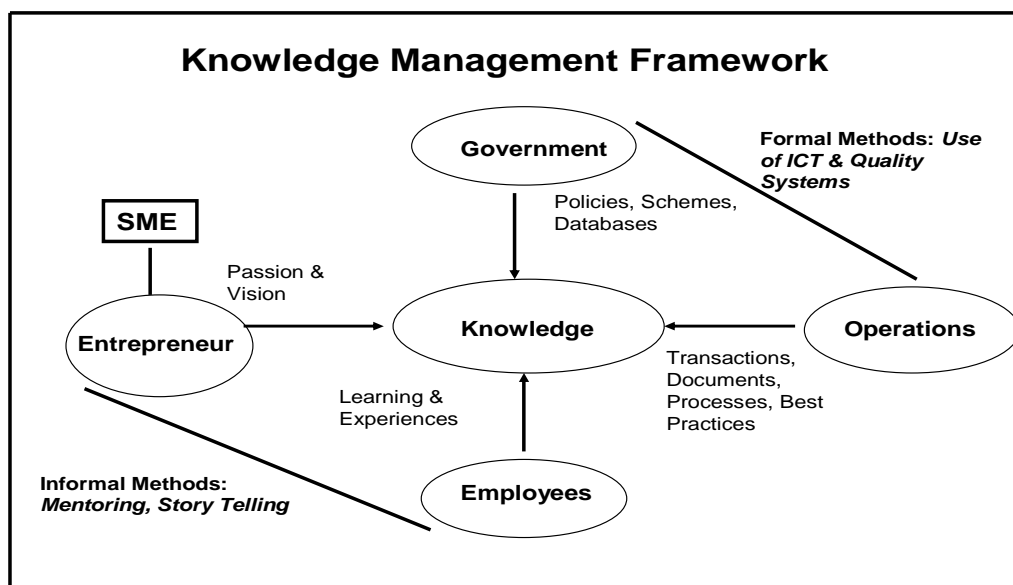 Knowledge Management Framework
Government
Formal Methods: Use
of ICT & Quality
Systems
Policies, Schemes,
Databases
SME
Passion &
Vision
Entrepreneur
Knowledge
Operations
Learning &
Experiences
Transactions,
Documents,
Processes, Best
Practices
Informal Methods:
Mentoring, Story Telling
Employees